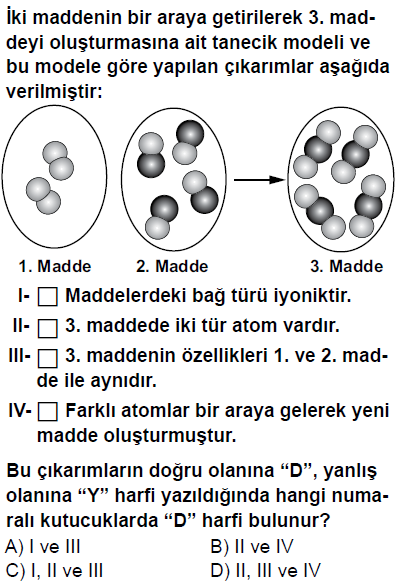 İki maddenin bir araya getirilerek 3. mad-
deyi oluşturmasına ait tanecik modeli ve
bu modele göre yapılan çıkarımlar aşağıda
verilmiştir:
1. Madde 2. Madde 3. Madde
I- Maddelerdeki bağ türü iyoniktir.
II- 3. maddede iki tür atom vardır.
III- 3. maddenin özellikleri 1. ve 2. mad-
de ile aynıdır.
IV- Farklı atomlar bir araya gelerek yeni
madde oluşturmuştur.
Bu çıkarımların doğru olanına “D”, yanlış
olanına “Y” harfi yazıldığında hangi numa-
ralı kutucuklarda “D” harfi bulunur?
A) I ve III B) II ve IV
C) I, II ve III D) II, III ve IV